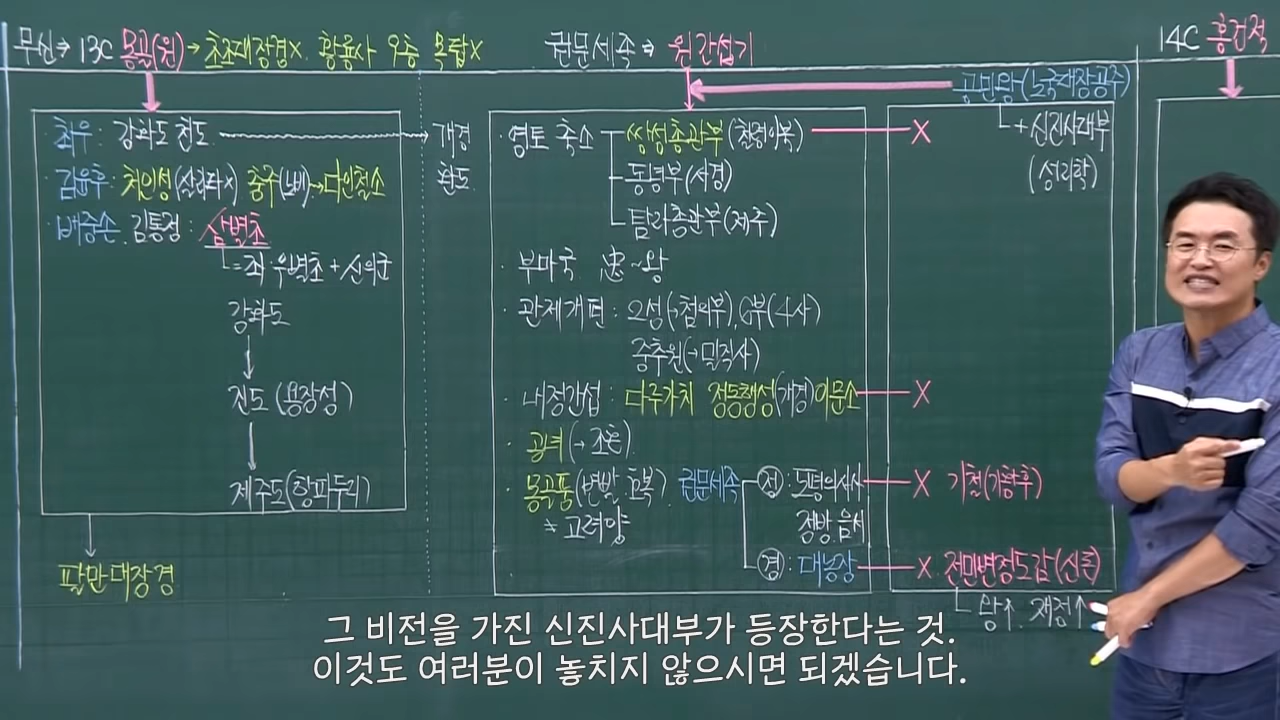 무신→ 13C 몽골(원)→초조대장경X. 황룡사 9층 목탑X
최우: 강화도 천도
개경
환도
김윤후: 처인성(살리타X) 충주(노비)→다인철소
배중손. 김통정: 삼별초
= 좌·우별초 + 신의군
강화도
↓
진도(용장성)
↓
제주도(항파두리)
↓
팔만대장경
권문세족 ⇒ 원간섭기
· 영토 축소
쌍성총관부(철령이북)
동녕부(서경)
탐라총관부(제주)
· 부마국 忠~왕
· 관제개편: 2성(→첨의부), 6부(4사)
중추원(→밀직사)
· 내정간섭: 다루가치 정동행성(개경)이문소
· 공녀(→조혼)
· 몽골풍(변발. 호복)
≒ 고려양
권문세족
정: 도평의사사
정방. 음서
경: 대농장
공민왕(노국대장공주)
+신진사대부
(성리학)
X
X
X 기철(기황후)
X 전민변정도감(신돈)
왕↑. 재정↑
14C 홍건적
그 비전을 가진 신진사대부가 등장한다는 것.
이것도 여러분이 놓치지 않으시면 되겠습니다.